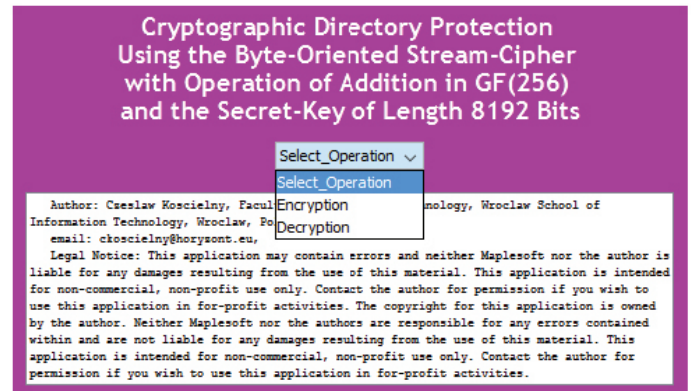 Cryptographic Directory Protection
Using the Byte-Oriented Stream-Cipher
with Operation of Addition in GF(256)
and the Secret-Key of Length 8192 Bits
Select_Operation
Select_Operation
Encryption
Decryption
Author: Czeslaw Koscielny, Facul nology, Wroclaw School of
Information Technology, Wroclaw, Po
email: ckoscielny@horyzont.eu,
Legal Notice: This application may contain errors and neither Maplesoft nor the author is
liable for any damages resulting from the use of this material. This application is intended
for non-commercial, non-profit use only. Contact the author for permission if you wish to
use this application in for-profit activities. The copyright for this application is owned
by the author. Neither Maplesoft nor the authors are responsible for any errors contained
within and are not liable for any damages resulting from the use of this material. This
application is intended for non-commercial, non-profit use only. Contact the author for
permission if you wish to use this application in for-profit activities.